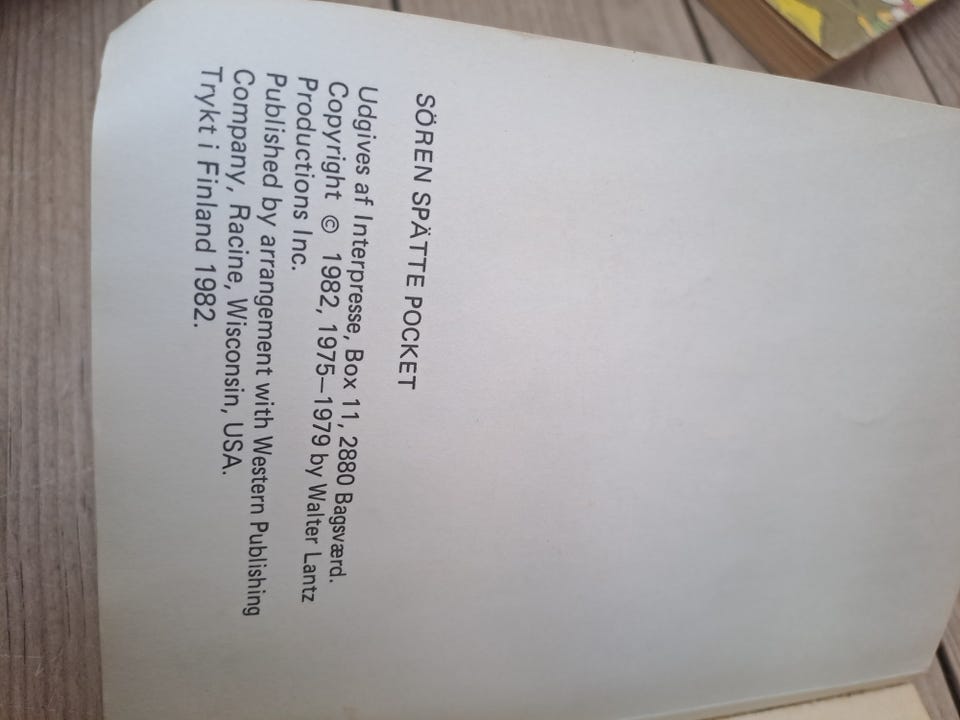 SÖREN SPÄTTE POCKET
Udgives af Interpresse, Box 11, 2880 Bagsværd.
Copyright © 1982, 1975–1979 by Walter Lantz
Productions Inc.
Published by arrangement with Western Publishing
Company, Racine, Wisconsin, USA.
Trykt i Finland 1982.